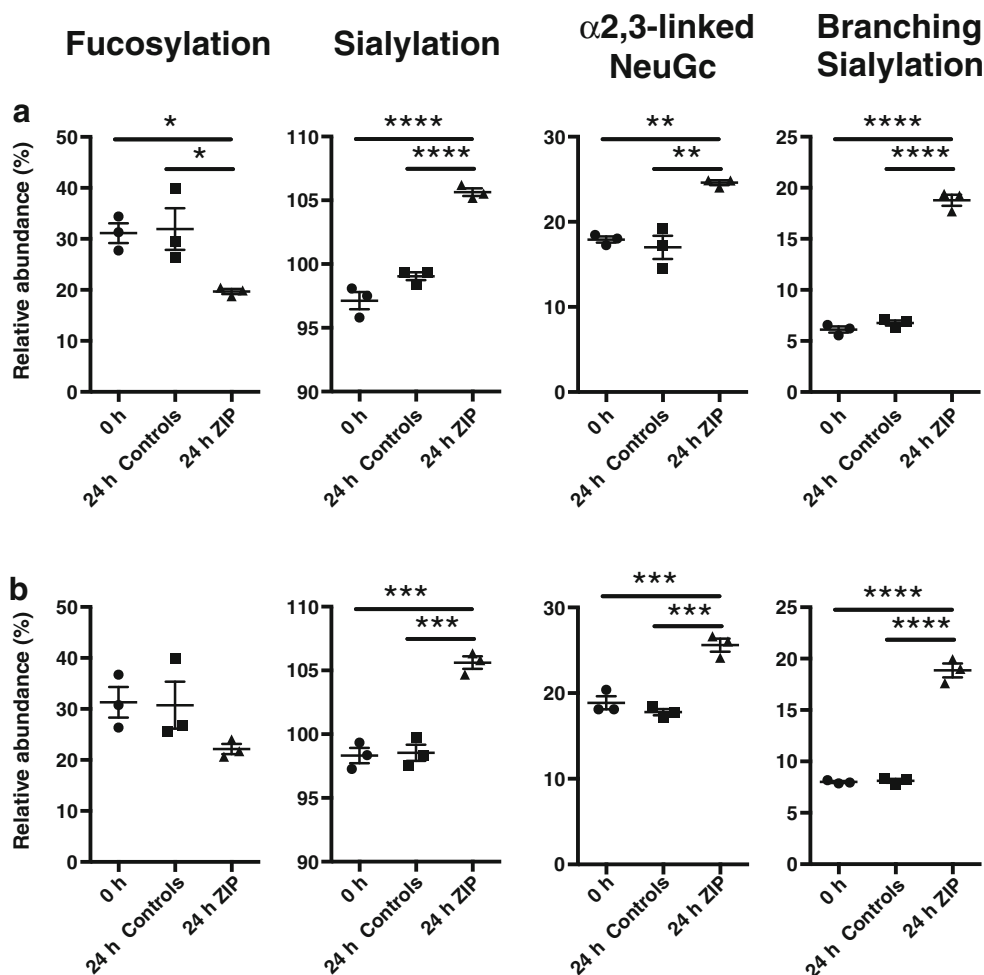 Fucosylation Sialylation α2,3-linked NeuGc Branching Sialylation
a
Relative abundance (%)
50
40
30
20
10
0
*
*
0 h
24 h Controls
24 h ZIP
110
105
100
95
90
****
****
0 h
24 h Controls
24 h ZIP
30
20
10
0
**
**
0 h
24 h Controls
24 h ZIP
25
20
15
10
5
0
****
****
0 h
24 h Controls
24 h ZIP
b
Relative abundance (%)
50
40
30
20
10
0
0 h
24 h Controls
24 h ZIP
110
105
100
95
90
***
***
0 h
24 h Controls
24 h ZIP
30
20
10
0
***
***
0 h
24 h Controls
24 h ZIP
25
20
15
10
5
0
****
****
0 h
24 h Controls
24 h ZIP